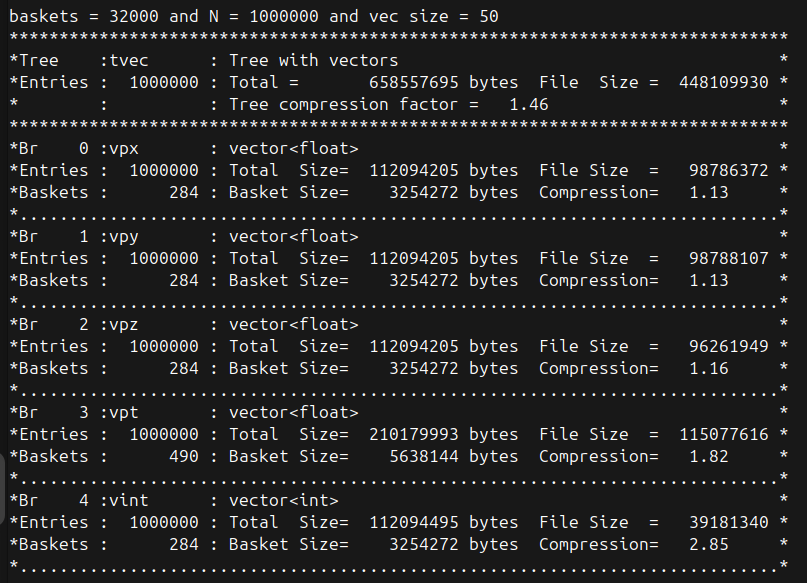 baskets = 32000 and N = 1000000 and vec size = 50
******************************************************************************
*Tree    :tvec      : Tree with vectors                                      *
*Entries :  1000000 : Total =       658557695 bytes  File  Size =  448109930 *
*        :          : Tree compression factor =   1.46                       *
******************************************************************************
*Br    0 :vpx       : vector<float>                                          *
*Entries :  1000000 : Total  Size=  112094205 bytes  File Size  =   98786372 *
*Baskets :      284 : Basket Size=    3254272 bytes  Compression=   1.13     *
*............................................................................*
*Br    1 :vpy       : vector<float>                                          *
*Entries :  1000000 : Total  Size=  112094205 bytes  File Size  =   98788107 *
*Baskets :      284 : Basket Size=    3254272 bytes  Compression=   1.13     *
*............................................................................*
*Br    2 :vpz       : vector<float>                                          *
*Entries :  1000000 : Total  Size=  112094205 bytes  File Size  =   96261949 *
*Baskets :      284 : Basket Size=    3254272 bytes  Compression=   1.16     *
*............................................................................*
*Br    3 :vpt       : vector<float>                                          *
*Entries :  1000000 : Total  Size=  210179993 bytes  File Size  =  115077616 *
*Baskets :      490 : Basket Size=    5638144 bytes  Compression=   1.82     *
*............................................................................*
*Br    4 :vint      : vector<int>                                            *
*Entries :  1000000 : Total  Size=  112094495 bytes  File Size  =   39181340 *
*Baskets :      284 : Basket Size=    3254272 bytes  Compression=   2.85     *
*............................................................................*